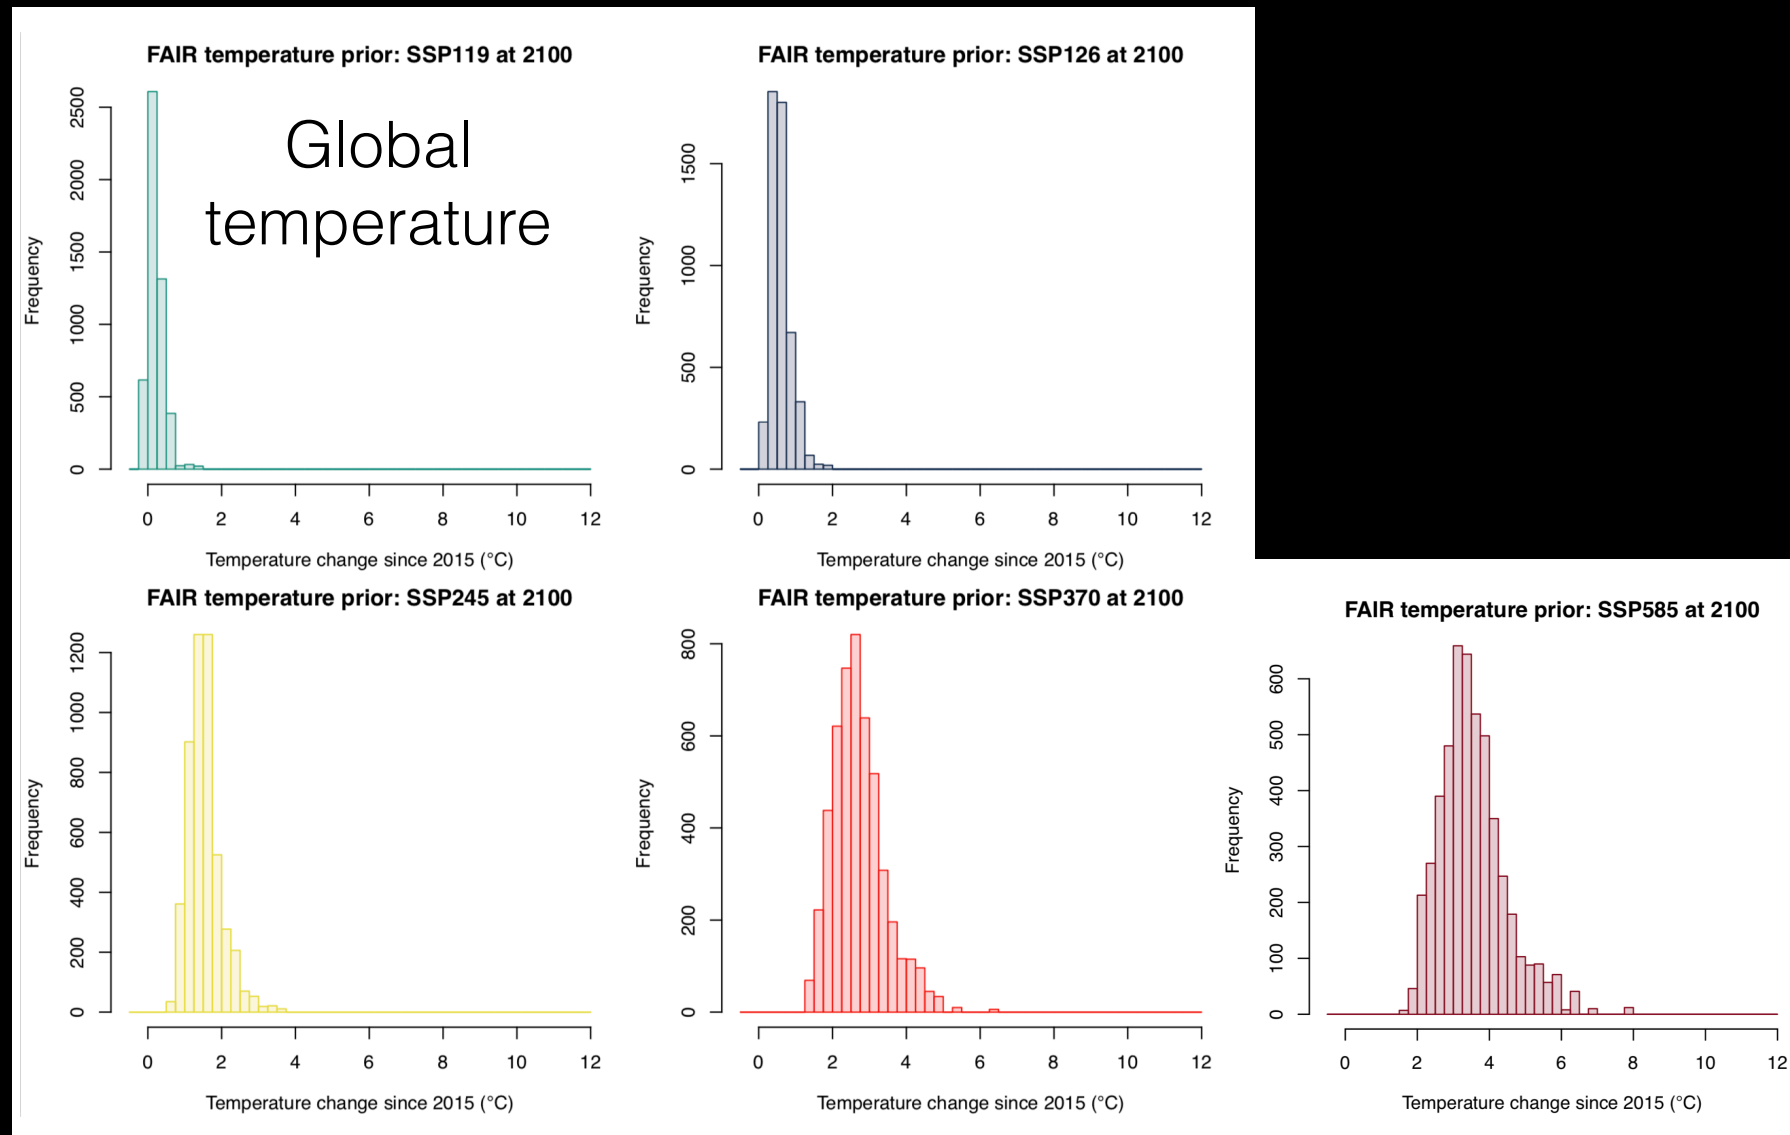 FAIR temperature prior: SSP119 at 2100
Global
temperature
Frequency
0
500
1000
1500
2000
2500
0 2 4 6 8 10 12
Temperature change since 2015 (°C)
FAIR temperature prior: SSP126 at 2100
Frequency
0
500
1000
1500
0 2 4 6 8 10 12
Temperature change since 2015 (°C)
FAIR temperature prior: SSP245 at 2100
Frequency
0
200
400
600
800
1000
1200
0 2 4 6 8 10 12
Temperature change since 2015 (°C)
FAIR temperature prior: SSP370 at 2100
Frequency
0
200
400
600
800
0 2 4 6 8 10 12
Temperature change since 2015 (°C)
FAIR temperature prior: SSP585 at 2100
Frequency
0
100
200
300
400
500
600
0 2 4 6 8 10 12
Temperature change since 2015 (°C)